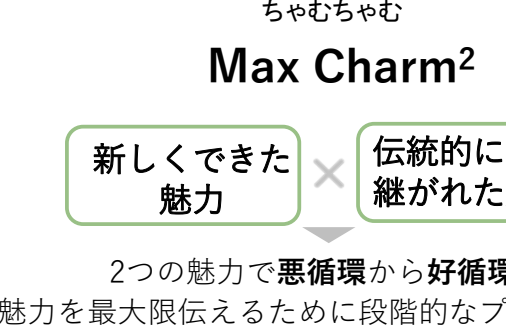 ちゃむちゃむ
Max Charm²
新しくできた
魅力
×
伝統的に
継がれた
2つの魅力で悪循環から好循環
魅力を最大限伝えるために段階的なプ